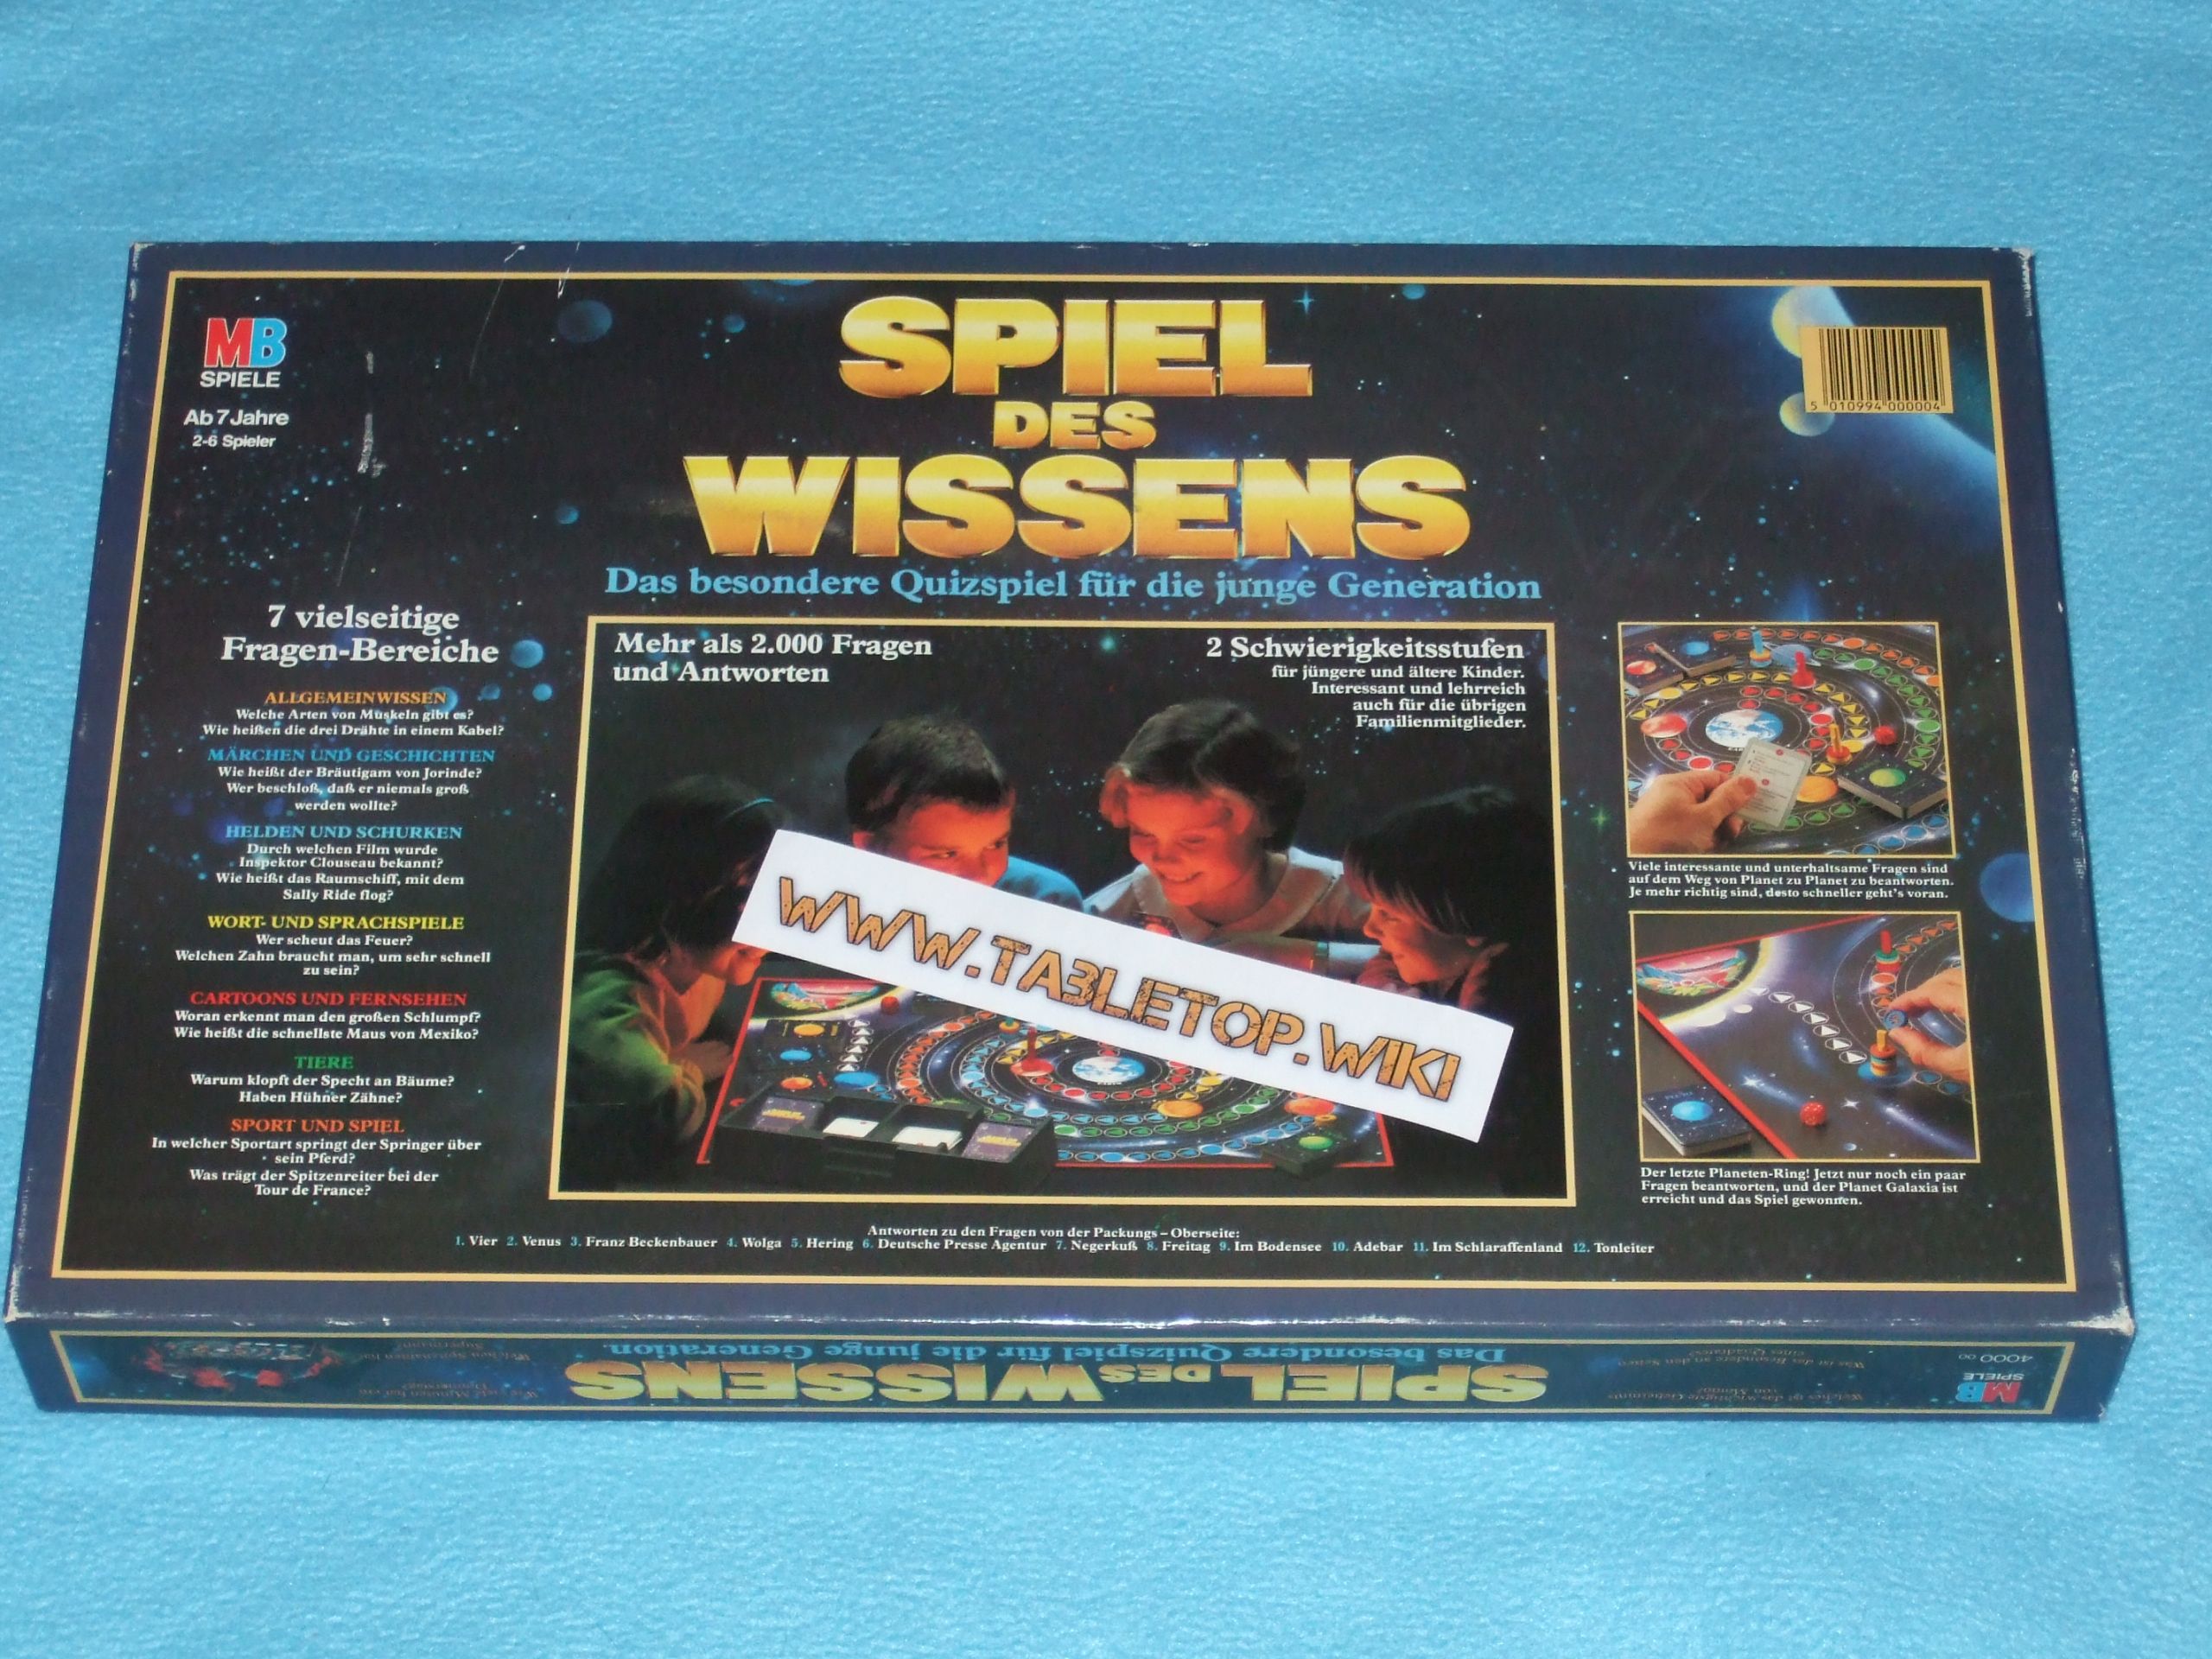 MB
SPIELE
Ab 7 Jahre
2-6 Spieler
SPIEL
DES
WISSENS
Das besondere Quizspiel für die junge Generation
5 010994 000004
7 vielseitige
Fragen-Bereiche
ALLGEMEINWISSEN
Welche Arten von Muskeln gibt es?
Wie heißen die drei Drähte in einem Kabel?
MÄRCHEN UND GESCHICHTEN
Wie heißt der Bräutigam von Jorinde?
Wer beschloß, daß er niemals groß
werden wollte?
HELDEN UND SCHURKEN
Durch welchen Film wurde
Inspektor Clouseau bekannt?
Wie heißt das Raumschiff, mit dem
Sally Ride flog?
WORT- UND SPRACHSPIELE
Wer scheut das Feuer?
Welchen Zahn braucht man, um sehr schnell
zu sein?
CARTOONS UND FERNSEHEN
Woran erkennt man den großen Schlumpf?
Wie heißt die schnellste Maus von Mexiko?
TIERE
Warum klopft der Specht an Bäume?
Haben Hühner Zähne?
SPORT UND SPIEL
In welcher Sportart springt der Springer über
sein Pferd?
Was trägt der Spitzenreiter bei der
Tour de France?
Mehr als 2.000 Fragen
und Antworten
2 Schwierigkeitsstufen
für jüngere und ältere Kinder.
Interessant und lehrreich
auch für die übrigen
Familienmitglieder.
WWW.TABLETOP.WIKI
Viele interessante und unterhaltsame Fragen sind
auf dem Weg von Planet zu Planet zu beantworten.
Je mehr richtig sind, desto schneller geht's voran.
Der letzte Planeten-Ring! Jetzt nur noch ein paar
Fragen beantworten, und der Planet Galaxia ist
erreicht und das Spiel gewonnen.
Antworten zu den Fragen von der Packungs – Oberseite:
1. Vier 2. Venus 3. Franz Beckenbauer 4. Wolga 5. Hering 6. Deutsche Presse Agentur 7. Negerkuß 8. Freitag 9. Im Bodensee 10. Adebar 11. Im Schlaraffenland 12. Tonleiter
MB
SPIELE
4000 00
SPIEL DES WISSENS
Das besondere Quizspiel für die junge Generation.